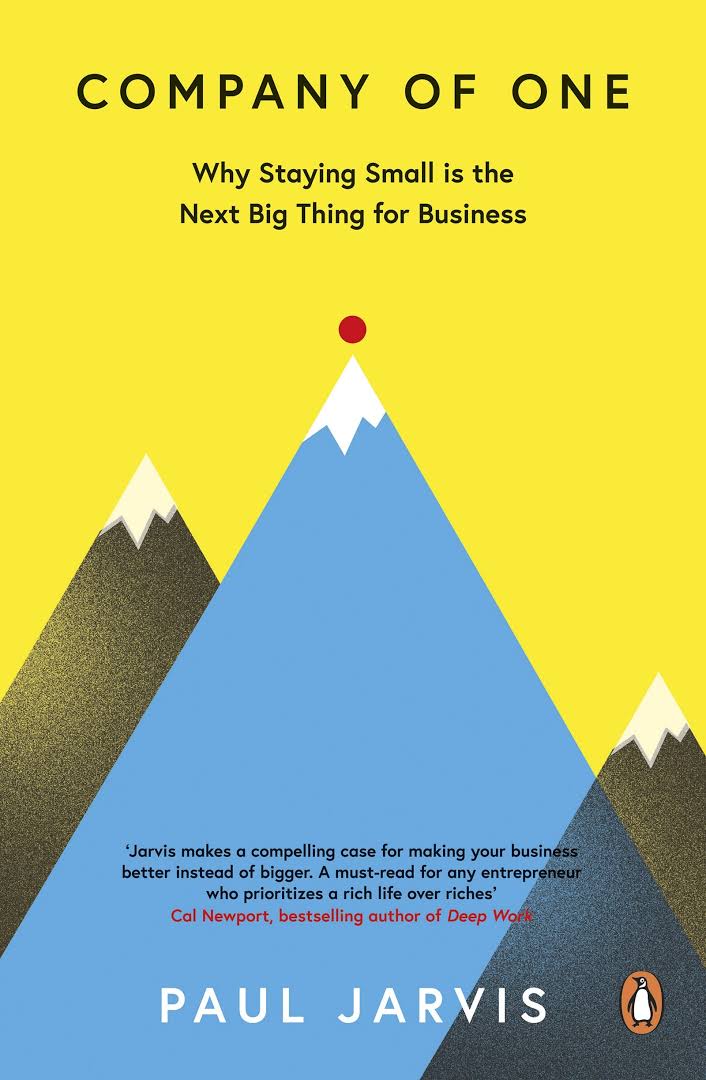 COMPANY OF ONE
Why Staying Small is the
Next Big Thing for Business
‘Jarvis makes a compelling case for making your business
better instead of bigger. A must-read for any entrepreneur
who prioritizes a rich life over riches’
Cal Newport, bestselling author of Deep Work
PAUL JARVIS